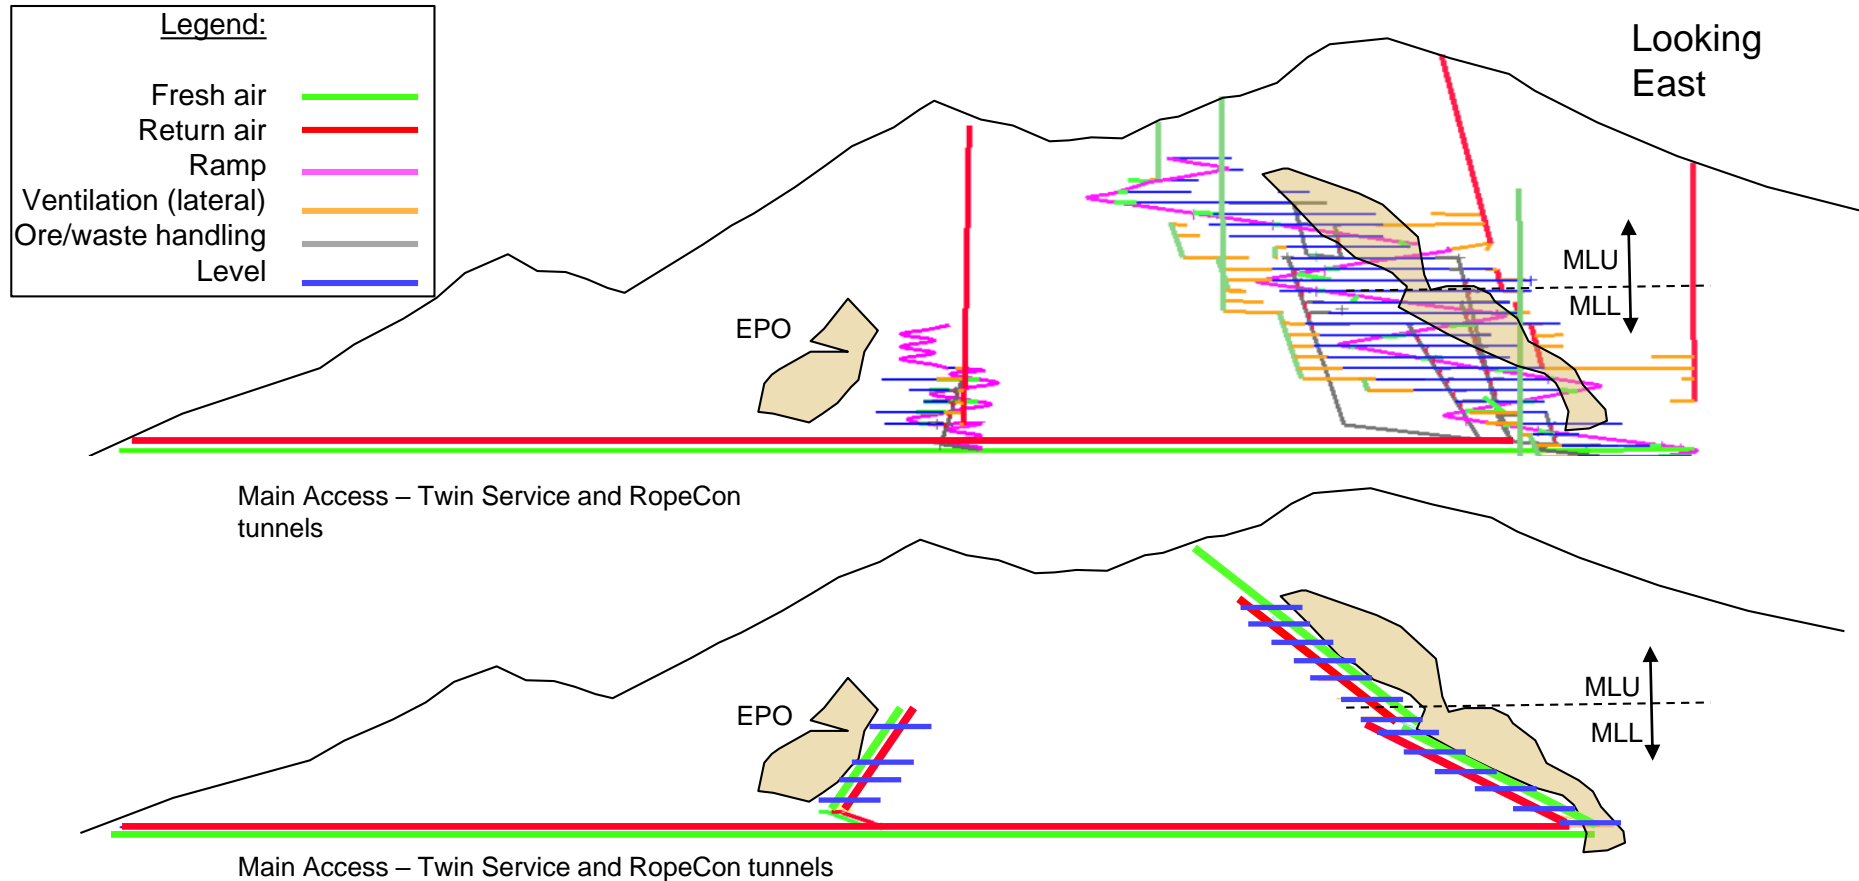 Legend:
Fresh air
Return air
Ramp
Ventilation (lateral)
Ore/waste handling
Level
Looking
East
MLU
MLL
EPO
Main Access – Twin Service and RopeCon
tunnels
MLU
MLL
EPO
Main Access – Twin Service and RopeCon tunnels